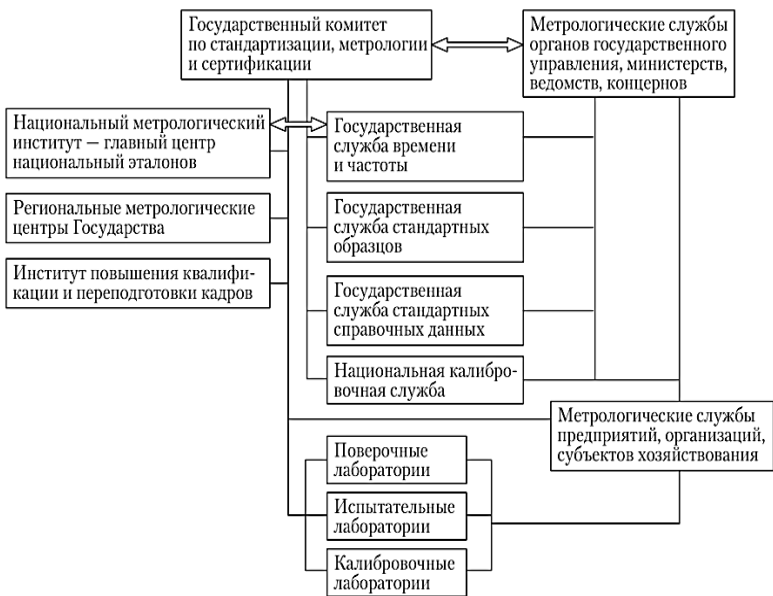 Государственный комитет
по стандартизации, метрологии
и сертификации
Метрологические службы
органов государственного
управления, министерств,
ведомств, концернов
Национальный метрологический
институт — главный центр
национальный эталонов
Государственная
служба времени
и частоты
Региональные метрологические
центры Государства
Государственная
служба стандартных
образцов
Институт повышения квалифи-
кации и переподготовки кадров
Государственная
служба стандартных
справочных данных
Национальная калибро-
вочная служба
Метрологические службы
предприятий, организаций,
субъектов хозяйствования
Поверочные
лаборатории
Испытательные
лаборатории
Калибровочные
лаборатории